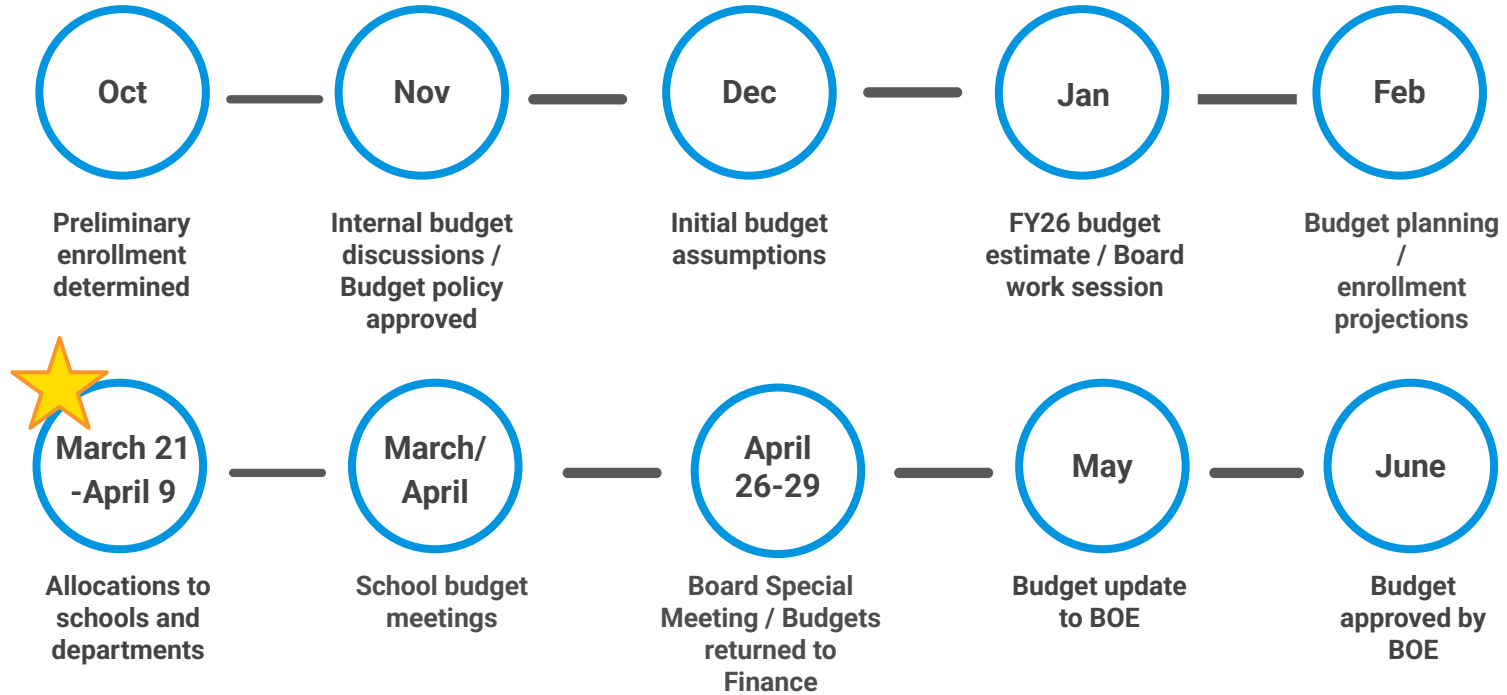 Oct
Nov
Dec
Jan
Feb
Preliminary
enrollment
determined
Internal budget
discussions /
Budget policy
approved
Initial budget
assumptions
FY26 budget
estimate / Board
work session
Budget planning
/
enrollment
projections
March 21
-April 9
March/
April
April
26-29
May
June
Allocations to
schools and
departments
School budget
meetings
Board Special
Meeting / Budgets
returned to
Finance
Budget update
to BOE
Budget
approved by
BOE